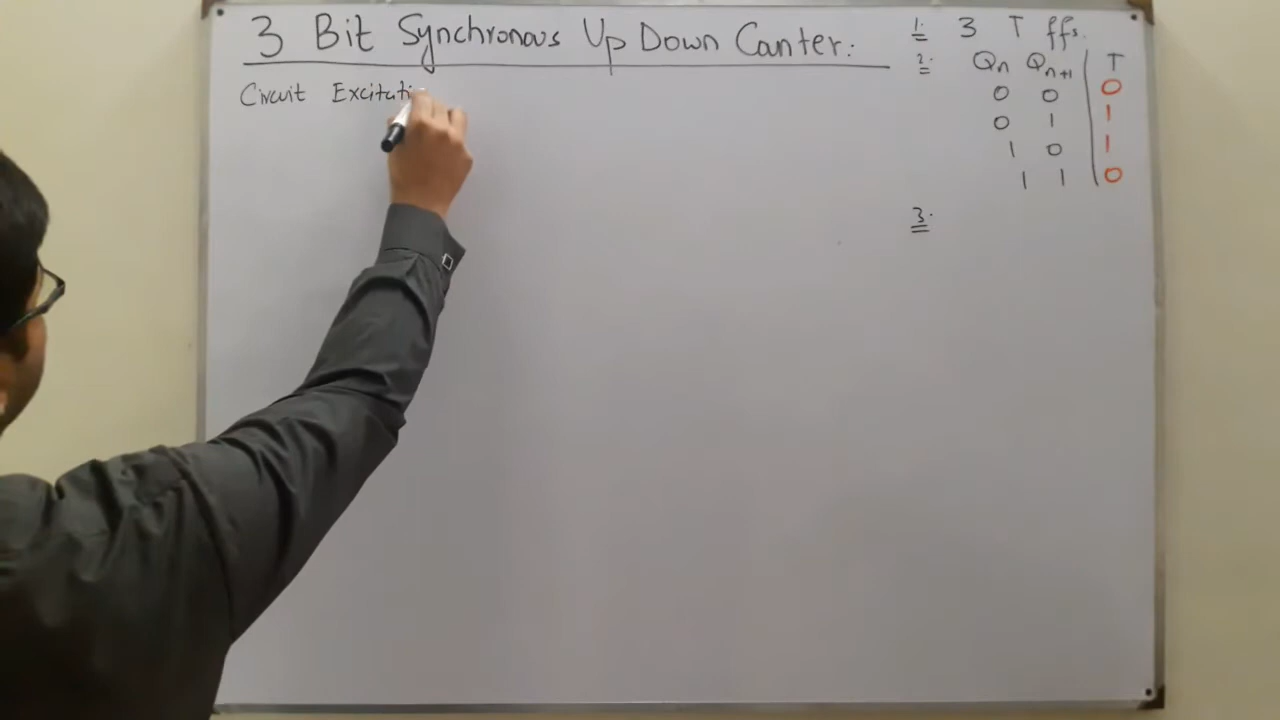 3 Bit Synchronous Up Down Canter:
Circuit Excitati
1. 3 T ffs.
2. Qn Qn+1 T
0 0 0
0 1 1
1 0 1
1 1 0
3.